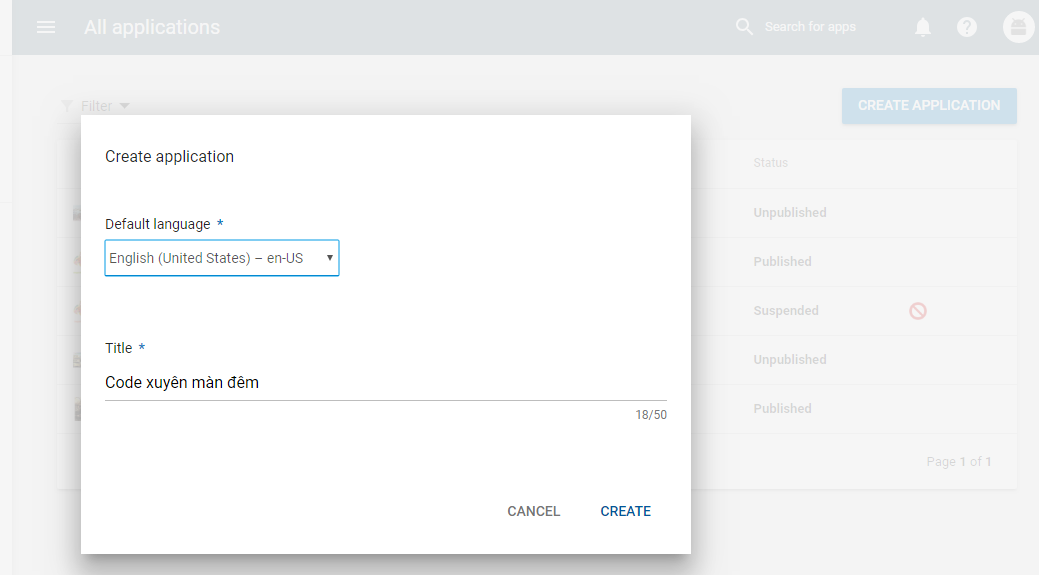 All applications
Search for apps
Filter
CREATE APPLICATION
Create application
Status
Default language *
Unpublished
English (United States) – en-US
Published
Suspended
Title *
Unpublished
Code xuyên màn đêm
18/50
Published
Page 1 of 1
CANCEL CREATE